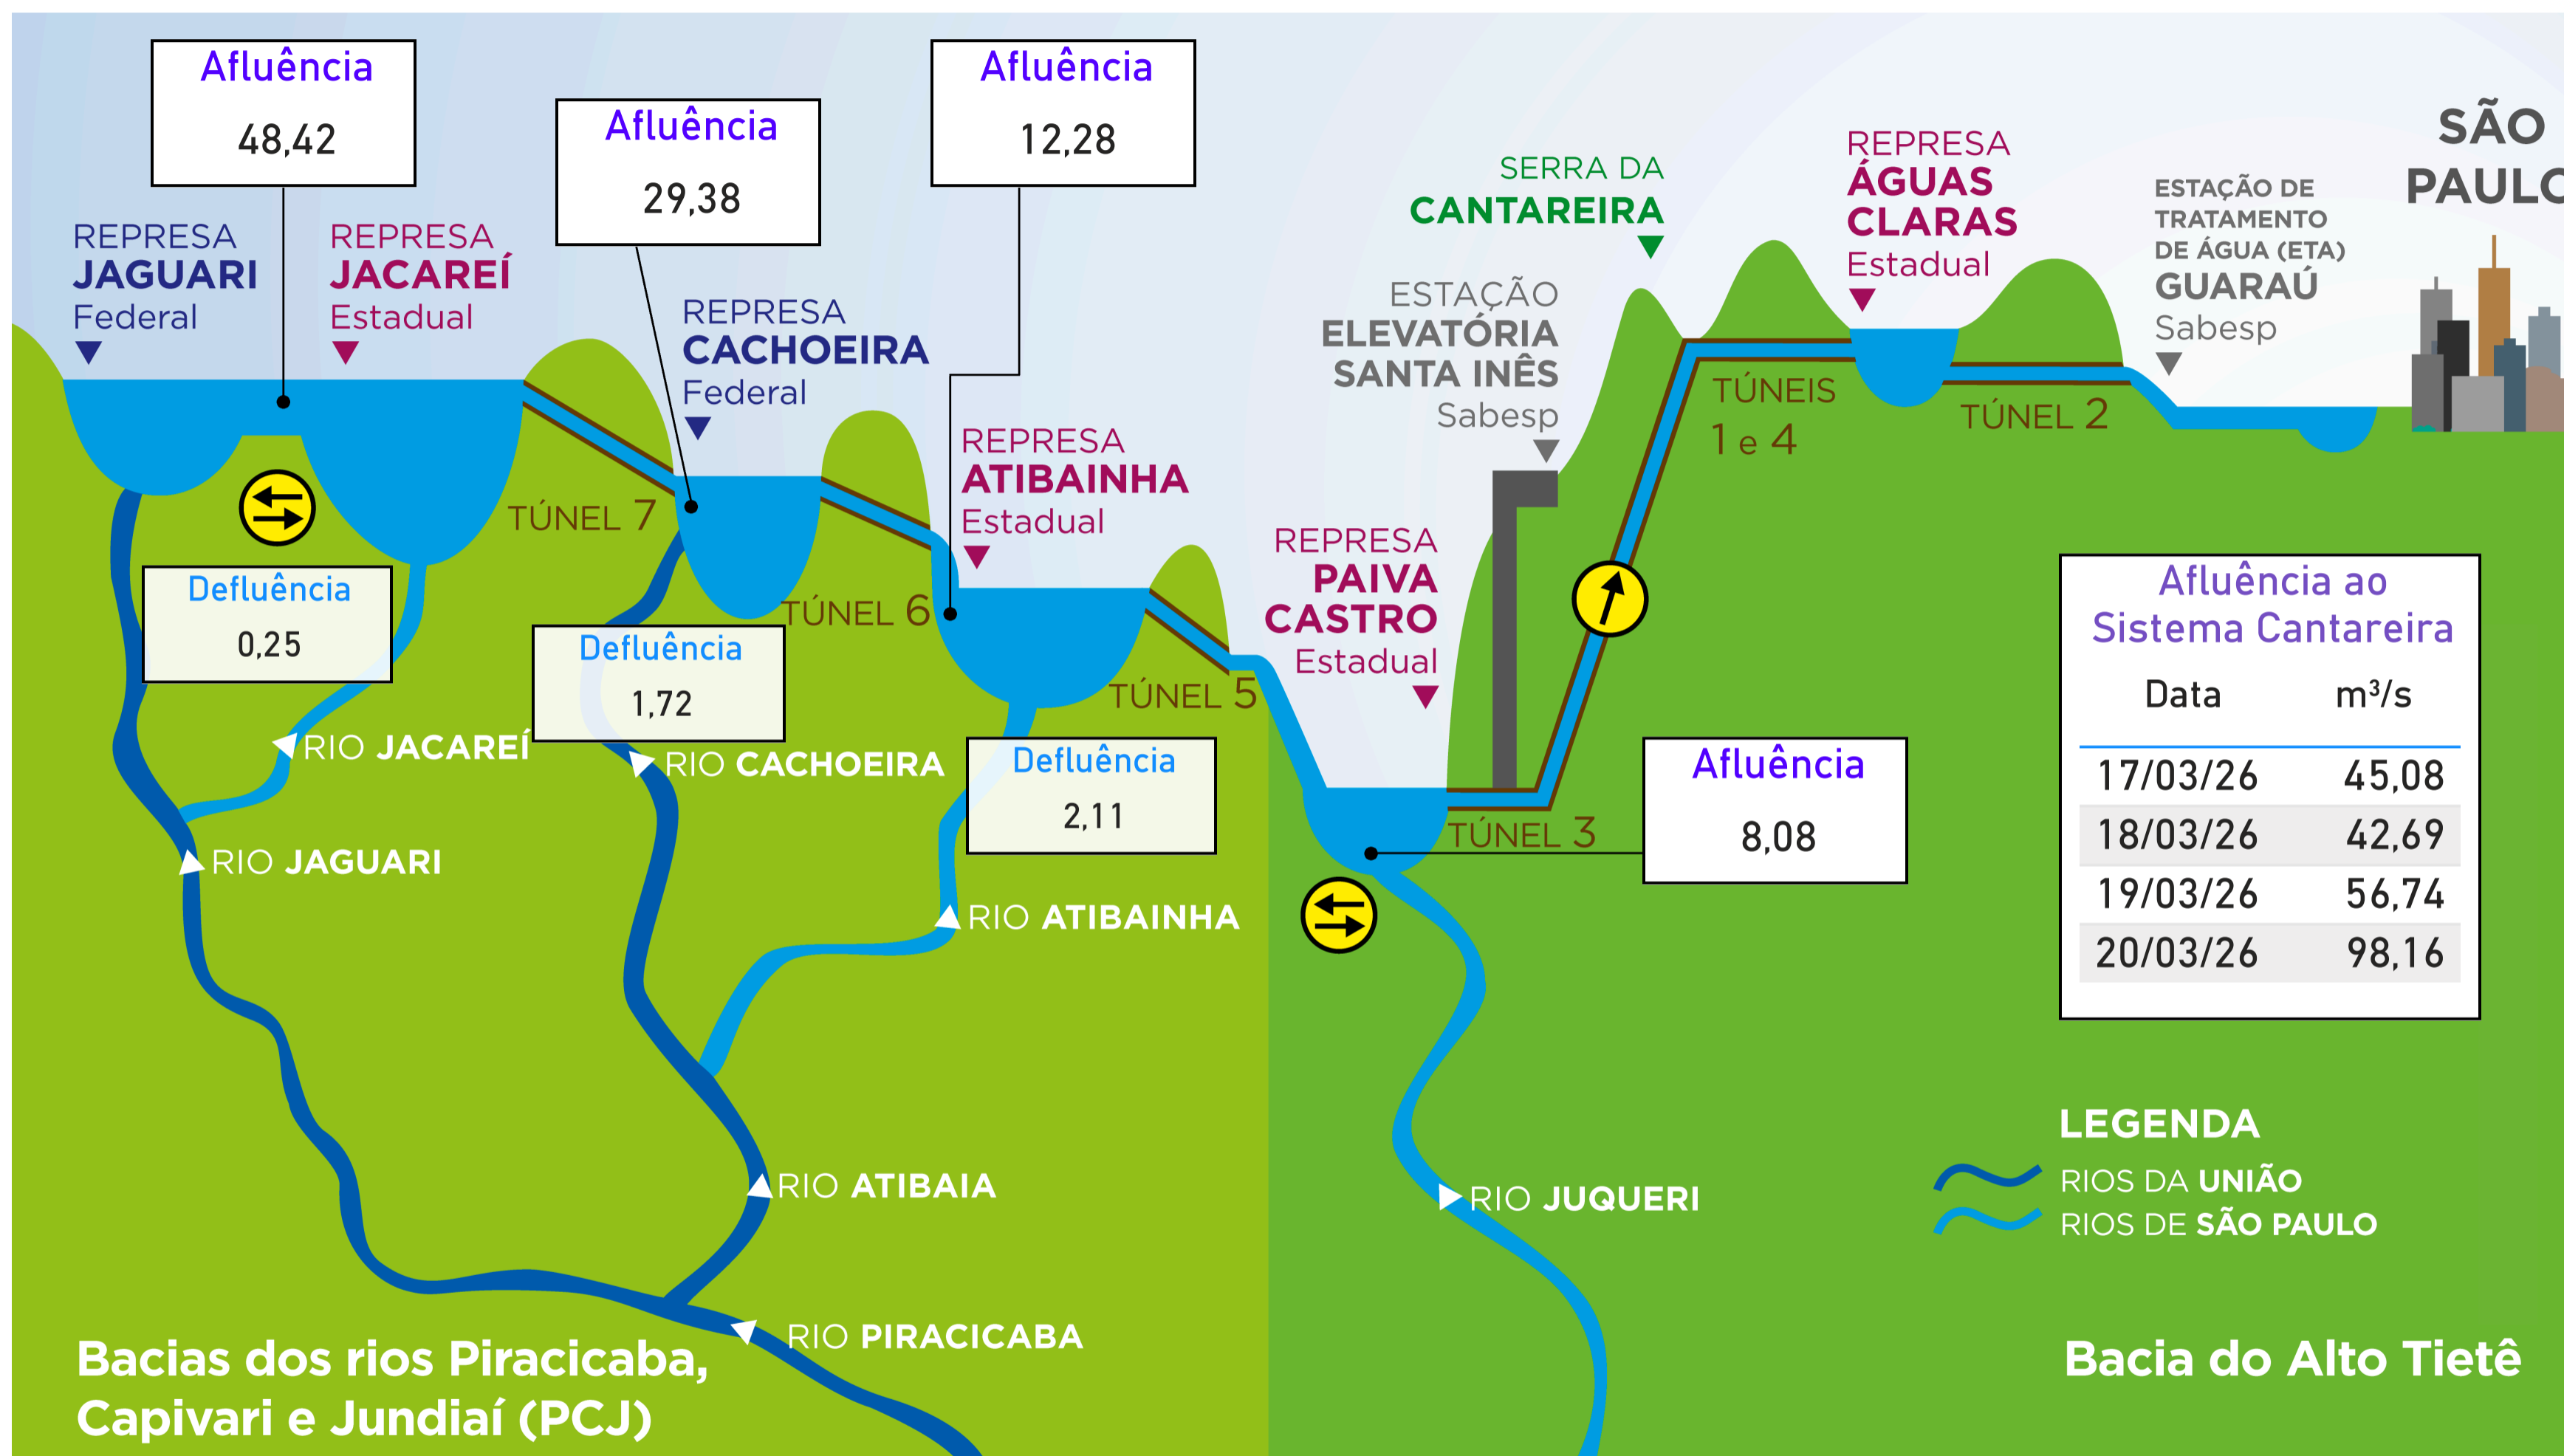 Afluência
48,42
Afluência
29,38
Afluência
12,28
REPRESA
JAGUARI
Federal
REPRESA
JACAREÍ
Estadual
REPRESA
CACHOEIRA
Federal
REPRESA
ATIBAINHA
Estadual
SERRA DA
CANTAREIRA
ESTAÇÃO
ELEVATÓRIA
SANTA INÊS
Sabesp
REPRESA
ÁGUAS
CLARAS
Estadual
ESTAÇÃO DE
TRATAMENTO
DE ÁGUA (ETA)
GUARAÚ
Sabesp
SÃO
PAULO
TÚNEIS
1 e 4
TÚNEL 2
TÚNEL 7
TÚNEL 6
TÚNEL 5
REPRESA
PAIVA
CASTRO
Estadual
TÚNEL 3
Defluência
0,25
Defluência
1,72
Defluência
2,11
Afluência
8,08
RIO JACAREÍ
RIO CACHOEIRA
RIO JAGUARI
RIO ATIBAINHA
RIO ATIBAIA
RIO JUQUERI
RIO PIRACICABA
Afluência ao
Sistema Cantareira
Data m³/s
17/03/26 45,08
18/03/26 42,69
19/03/26 56,74
20/03/26 98,16
LEGENDA
RIOS DA UNIÃO
RIOS DE SÃO PAULO
Bacias dos rios Piracicaba,
Capivari e Jundiaí (PCJ)
Bacia do Alto Tietê